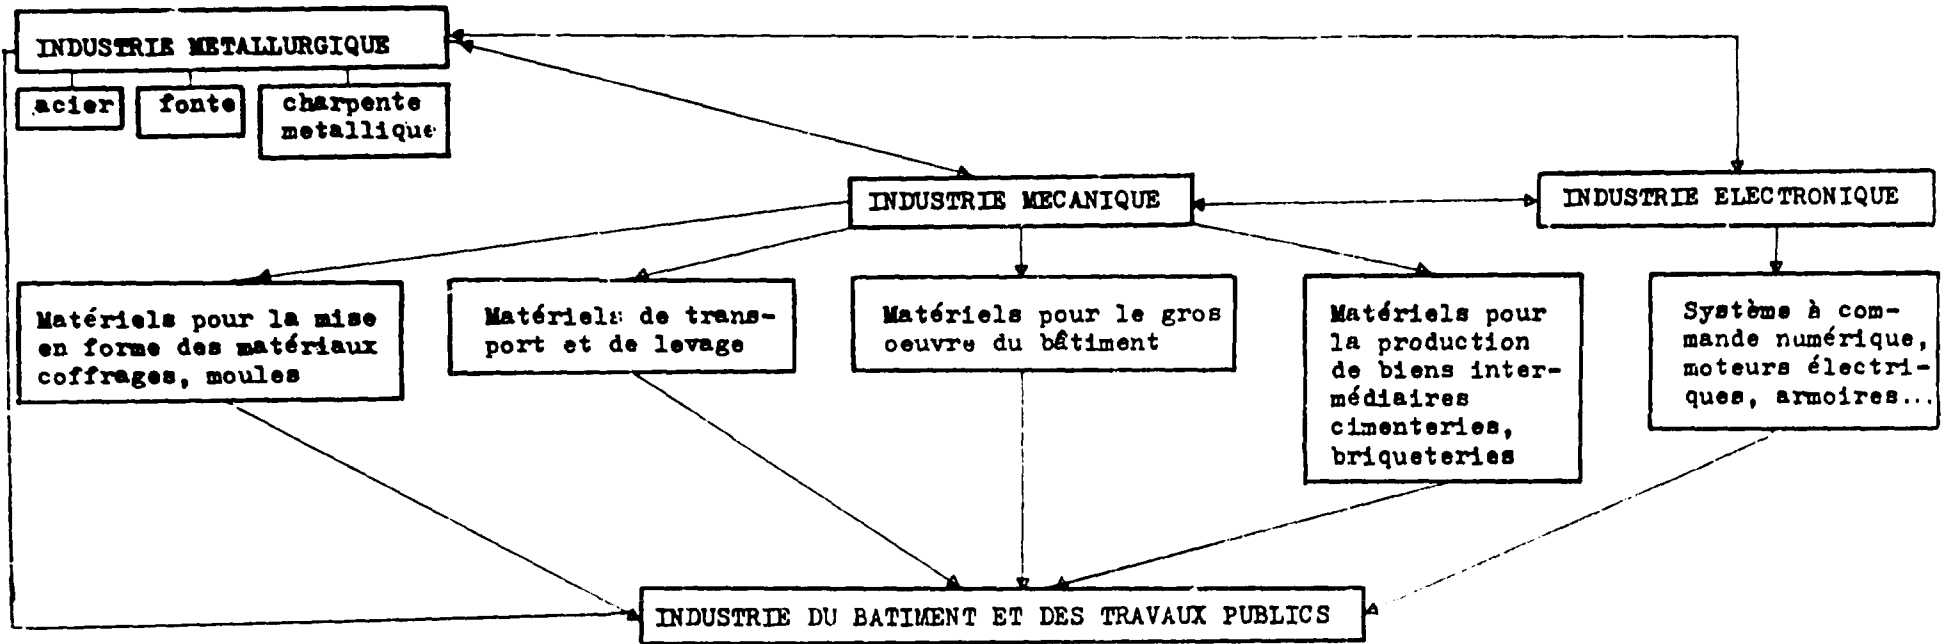 INDUSTRIE METALLURGIQUE
acier
fonte
charpente
metallique
INDUSTRIE MECANIQUE
INDUSTRIE ELECTRONIQUE
Matériels pour la mise
en forme des matériaux
coffrages, moules
Matériels de trans-
port et de levage
Matériels pour le gros
oeuvre du bâtiment
Matériels pour
la production
de biens inter-
médiaires
cimenteries,
briqueteries
Système à com-
mande numérique,
moteurs électri-
ques, armoires...
INDUSTRIE DU BATIMENT ET DES TRAVAUX PUBLICS